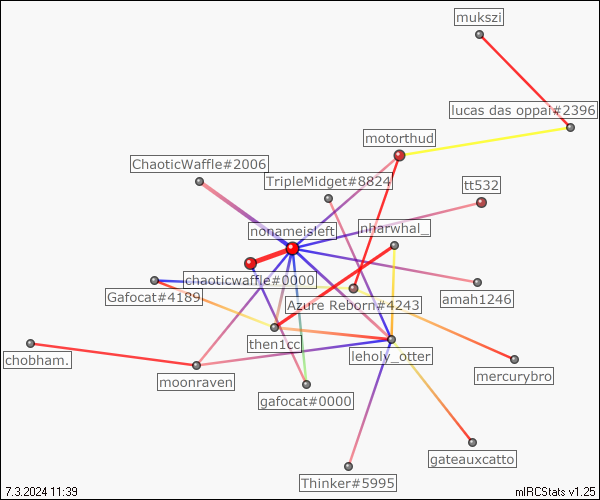 mukszi
lucas das oppai#2396
motorthud
ChaoticWaffle#2006
TripleMidget#8824
tt532
nonameisleft
nharwhal_
chaoticwaffle#0000
Gafocat#4189
Azure Reborn#4243
amah1246
then1cc
leholy_otter
chobham.
moonraven
mercurybro
gafocat#0000
gateauxcatto
Thinker#5995
7.3.2024 11:39
mIRCStats v1.25